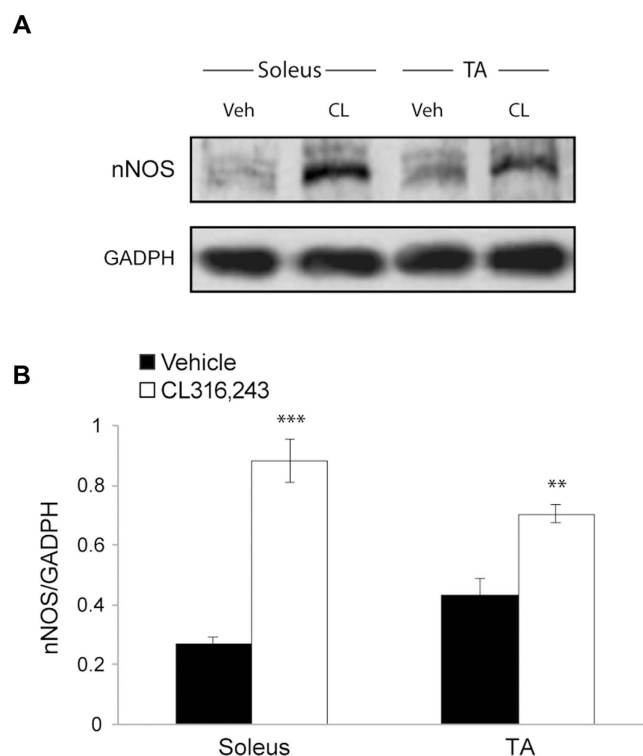 A
Soleus TA
Veh CL Veh CL
nNOS
GADPH
B
Vehicle
CL316,243
nNOS/GADPH
1
0.8
0.6
0.4
0.2
0
***
**
Soleus TA